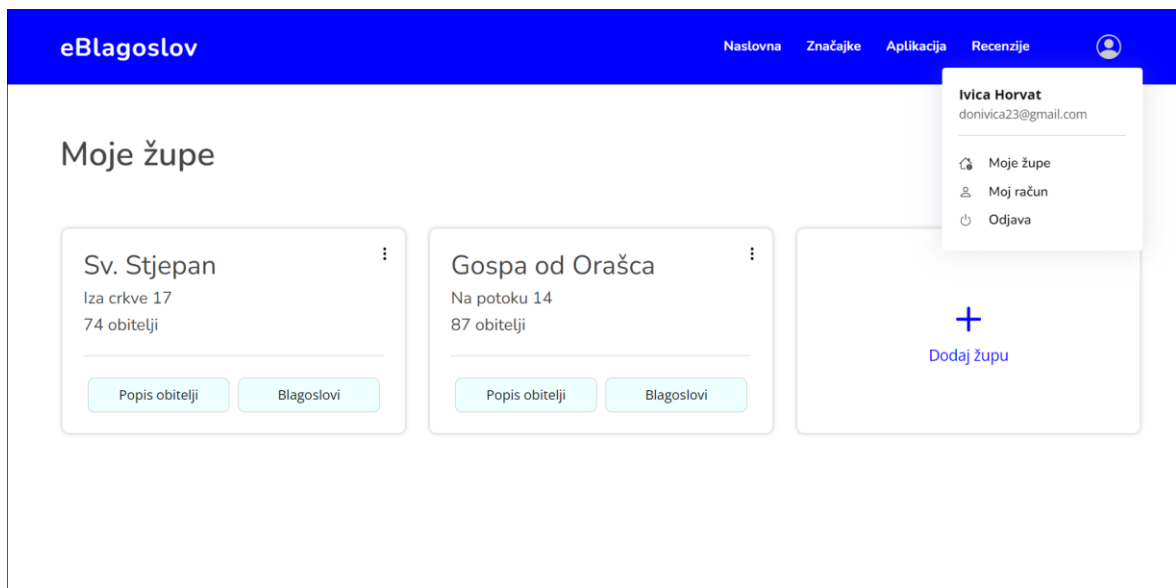 eBlagoslov
Naslovna Značajke Aplikacija Recenzije
Ivica Horvat
donivica23@gmail.com
Moje župe
Moj račun
Odjava
Moje župe
Sv. Stjepan
Iza crkve 17
74 obitelji
Popis obitelji Blagoslovi
Gospa od Orašca
Na potoku 14
87 obitelji
Popis obitelji Blagoslovi
Dodaj župu